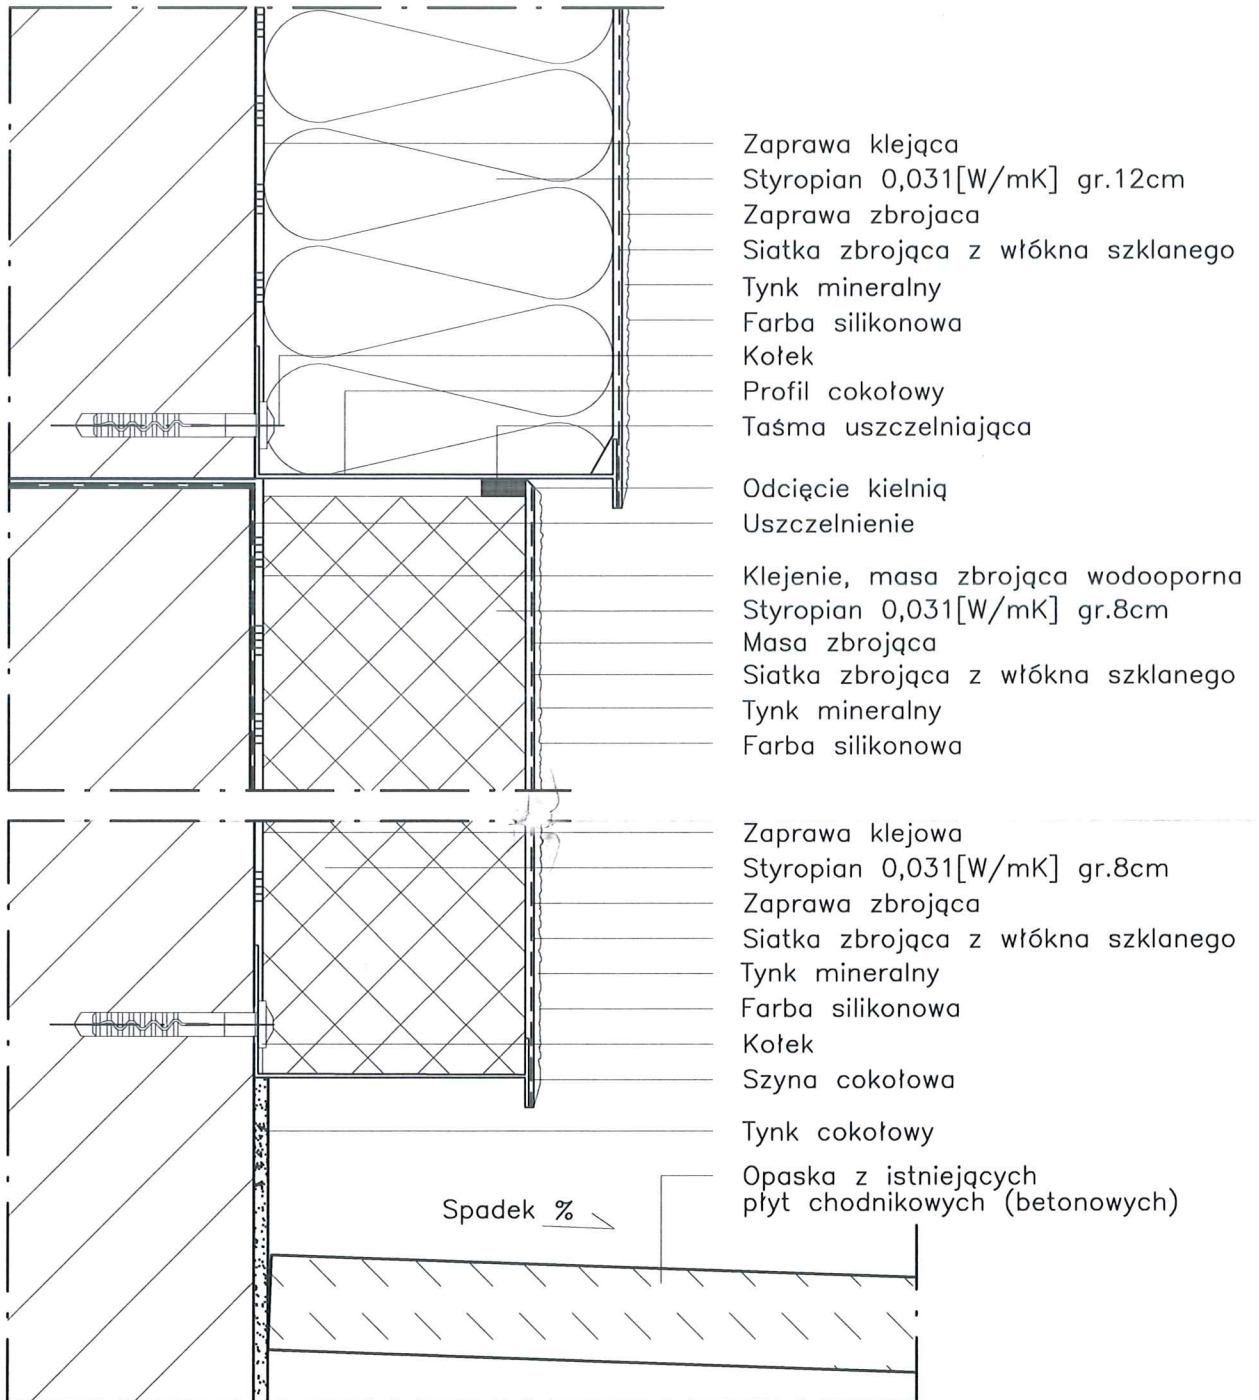 Zaprawa klejąca
Styropian 0,031[W/mK] gr.12cm
Zaprawa zbrojaca
Siatka zbrojąca z włókna szklanego
Tynk mineralny
Farba silikonowa
Kołek
Profil cokołowy
Taśma uszczelniająca
Odcięcie kielnią
Uszczelnienie
Klejenie, masa zbrojąca wodooporna
Styropian 0,031[W/mK] gr.8cm
Masa zbrojąca
Siatka zbrojąca z włókna szklanego
Tynk mineralny
Farba silikonowa
Zaprawa klejowa
Styropian 0,031[W/mK] gr.8cm
Zaprawa zbrojąca
Siatka zbrojąca z włókna szklanego
Tynk mineralny
Farba silikonowa
Kołek
Szyna cokołowa
Tynk cokołowy
Opaska z istniejących
płyt chodnikowych (betonowych)
Spadek %